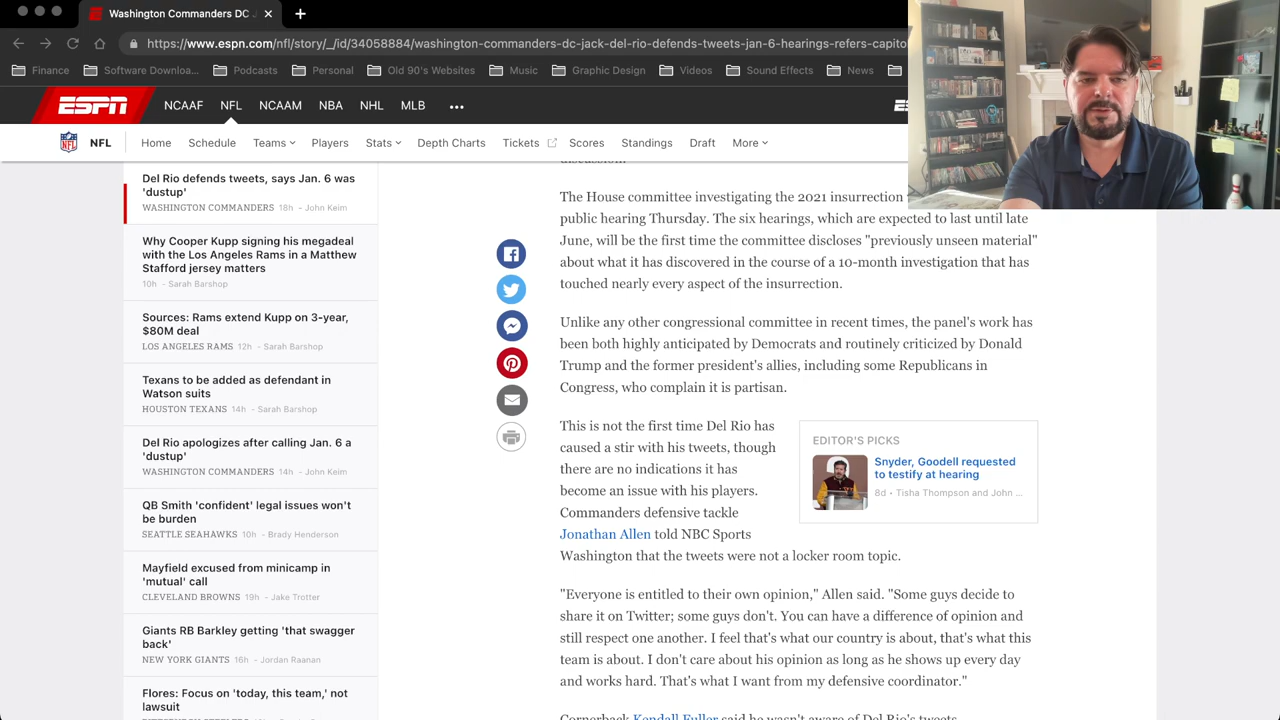 Washington Commanders DC J
https://www.espn.com/nfl/story/_/id/34058884/washington-commanders-dc-jack-del-rio-defends-tweets-jan-6-hearings-refers-capito
Finance
Software Downloa...
Podcasts
Personal
Old 90's Websites
Music
Graphic Design
Videos
Sound Effects
News
ESPN
NCAAF
NFL
NCAAM
NBA
NHL
MLB
NFL
Home
Schedule
Teams
Players
Stats
Depth Charts
Tickets
Scores
Standings
Draft
More
Del Rio defends tweets, says Jan. 6 was
'dustup'
WASHINGTON COMMANDERS 18h - John Keim
Why Cooper Kupp signing his megadeal
with the Los Angeles Rams in a Matthew
Stafford jersey matters
10h - Sarah Barshop
Sources: Rams extend Kupp on 3-year,
$80M deal
LOS ANGELES RAMS 12h - Sarah Barshop
Texans to be added as defendant in
Watson suits
HOUSTON TEXANS 14h - Sarah Barshop
Del Rio apologizes after calling Jan. 6 a
'dustup'
WASHINGTON COMMANDERS 14h - John Keim
QB Smith 'confident' legal issues won't
be burden
SEATTLE SEAHAWKS 10h - Brady Henderson
Mayfield excused from minicamp in
'mutual' call
CLEVELAND BROWNS 19h - Jake Trotter
Giants RB Barkley getting 'that swagger
back'
NEW YORK GIANTS 16h - Jordan Raanan
Flores: Focus on 'today, this team,' not
lawsuit
discussion.
The House committee investigating the 2021 insurrection
public hearing Thursday. The six hearings, which are expected to last until late
June, will be the first time the committee discloses "previously unseen material"
about what it has discovered in the course of a 10-month investigation that has
touched nearly every aspect of the insurrection.
Unlike any other congressional committee in recent times, the panel's work has
been both highly anticipated by Democrats and routinely criticized by Donald
Trump and the former president's allies, including some Republicans in
Congress, who complain it is partisan.
This is not the first time Del Rio has
caused a stir with his tweets, though
there are no indications it has
become an issue with his players.
Commanders defensive tackle
Jonathan Allen told NBC Sports
Washington that the tweets were not a locker room topic.
EDITOR'S PICKS
Snyder, Goodell requested
to testify at hearing
8d • Tisha Thompson and John ...
"Everyone is entitled to their own opinion," Allen said. "Some guys decide to
share it on Twitter; some guys don't. You can have a difference of opinion and
still respect one another. I feel that's what our country is about, that's what this
team is about. I don't care about his opinion as long as he shows up every day
and works hard. That's what I want from my defensive coordinator."
Cornerback Kendall Fuller said he wasn't aware of Del Rio's tweets.